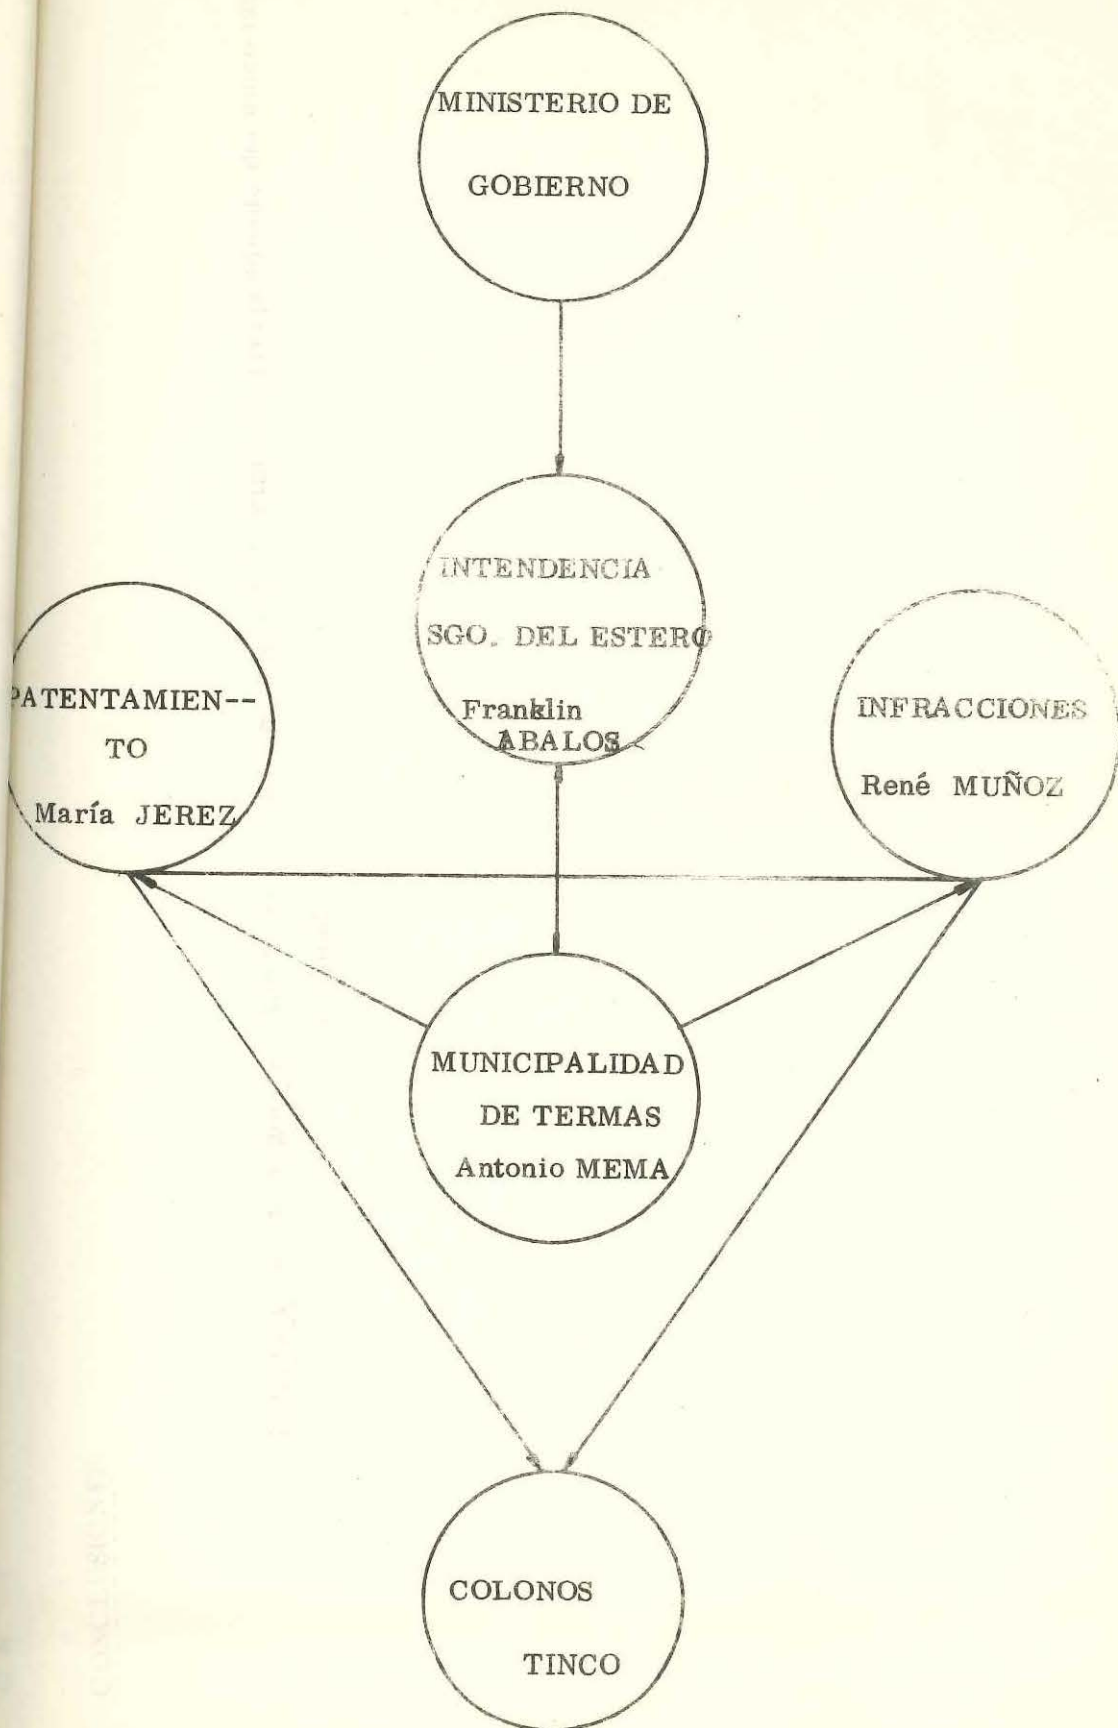 MINISTERIO DE
GOBIERNO
INTENDENCIA
SGO. DEL ESTERO
Franklin
ABALOS
PATENTAMIEN--
TO
María JEREZ
INFRACCIONES
René MUÑOZ
MUNICIPALIDAD
DE TERMAS
Antonio MEMA
COLONOS
TINCO